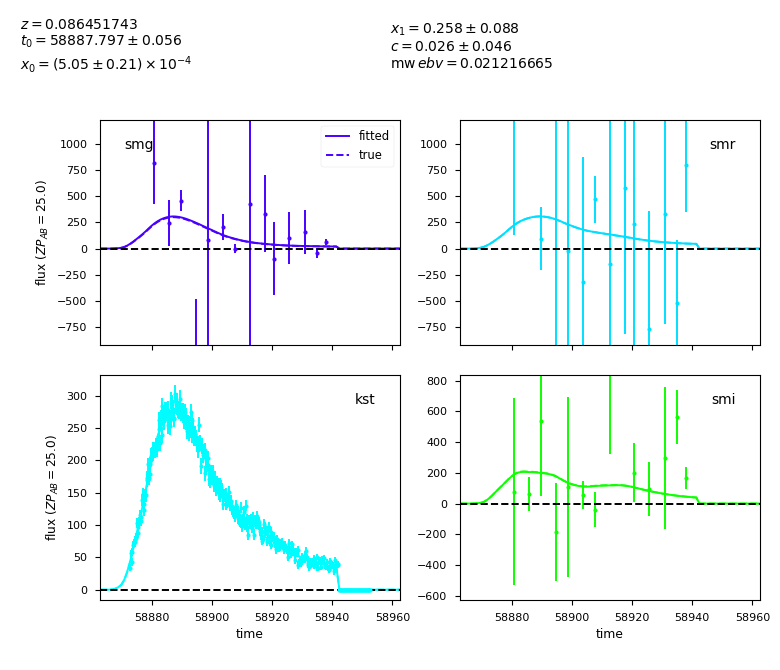 z = 0.086451743
t₀ = 58887.797 ± 0.056
x₀ = (5.05 ± 0.21) × 10⁻⁴
x₁ = 0.258 ± 0.088
c = 0.026 ± 0.046
mw ebv = 0.021216665
smg
fitted
true
1000
750
500
250
0
−250
−500
−750
flux (ZP_AB = 25.0)
smr
1000
750
500
250
0
−250
−500
−750
kst
300
250
200
150
100
50
0
flux (ZP_AB = 25.0)
58880 58900 58920 58940 58960
time
smi
800
600
400
200
0
−200
−400
−600
58880 58900 58920 58940 58960
time